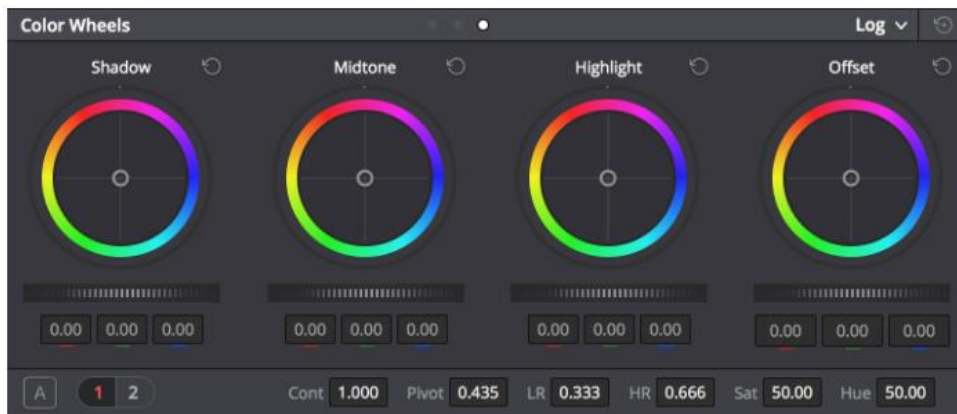 Color Wheels Log
Shadow Midtone Highlight Offset
0.00 0.00 0.00 0.00 0.00 0.00 0.00 0.00 0.00 0.00 0.00 0.00
A 1 2 Cont 1.000 Pivot 0.435 LR 0.333 HR 0.666 Sat 50.00 Hue 50.00